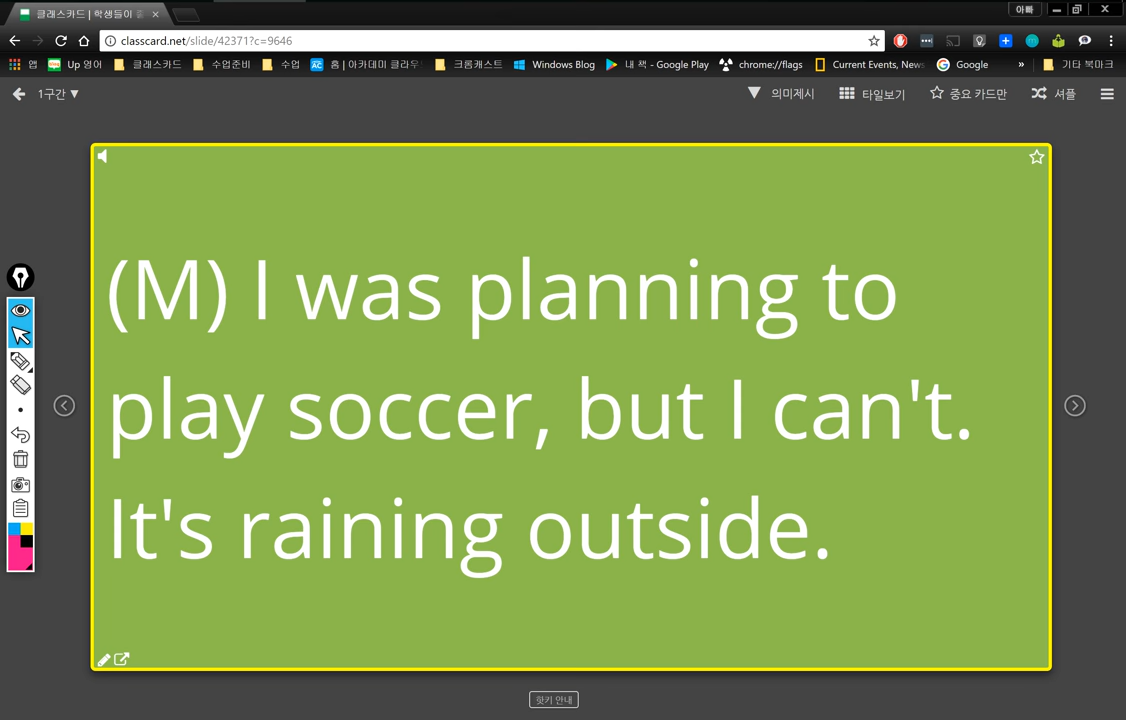 클래스카드 | 학생들이
아빠
classcard.net/slide/42371?c=9646
앱 Up 영어 클래스카드 수업준비 수업 홈 | 아카데미 클라우 크롬캐스트 Windows Blog 내 책 - Google Play chrome://flags Current Events, News Google » 기타 북마크
1구간 ▼ ▼ 의미제시 타일보기 중요 카드만 셔플
(M) I was planning to
play soccer, but I can't.
It's raining outside.
핫키 안내